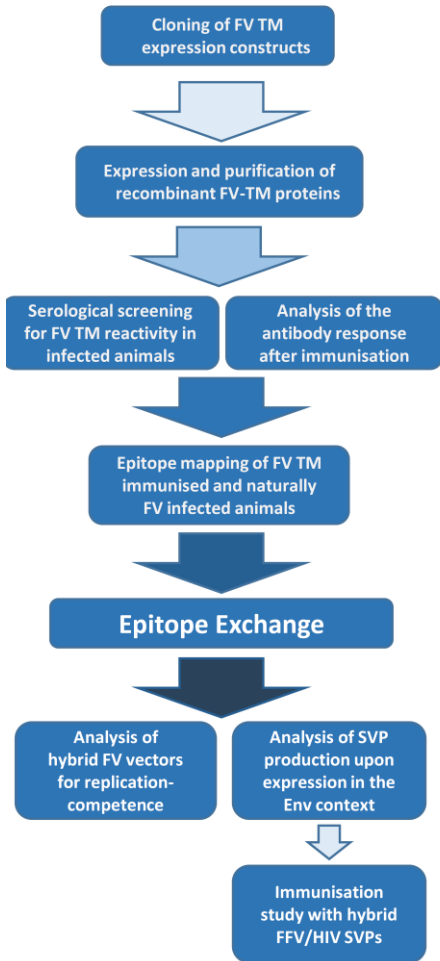 Cloning of FV TM
expression constructs
Expression and purification of
recombinant FV-TM proteins
Serological screening
for FV TM reactivity in
infected animals
Analysis of the
antibody response
after immunisation
Epitope mapping of FV TM
immunised and naturally
FV infected animals
Epitope Exchange
Analysis of
hybrid FV vectors
for replication-
competence
Analysis of SVP
production upon
expression in the
Env context
Immunisation
study with hybrid
FFV/HIV SVPs